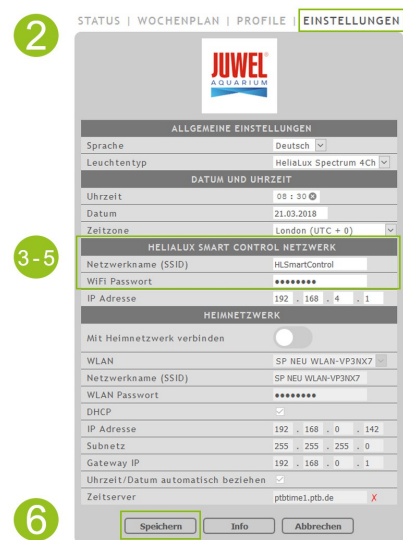 2
STATUS | WOCHENPLAN | PROFILE | EINSTELLUNGEN
JUWEL
AQUARIUM
ALLGEMEINE EINSTELLUNGEN
Sprache Deutsch
Leuchtentyp HeliaLux Spectrum 4Ch
DATUM UND UHRZEIT
Uhrzeit 08 : 30
Datum 21.03.2018
Zeitzone London (UTC + 0)
3-5
HELIALUX SMART CONTROL NETZWERK
Netzwerkname (SSID) HLSmartControl
WiFi Passwort ••••••••
IP Adresse 192 . 168 . 4 . 1
HEIMNETZWERK
Mit Heimnetzwerk verbinden
WLAN SP NEU WLAN-VP3NX7
Netzwerkname (SSID) SP NEU WLAN-VP3NX7
WLAN Passwort ••••••••
DHCP
IP Adresse 192 . 168 . 0 . 142
Subnetz 255 . 255 . 255 . 0
Gateway IP 192 . 168 . 0 . 1
Uhrzeit/Datum automatisch beziehen
Zeitserver ptbtime1.ptb.de X
6
Speichern Info Abbrechen